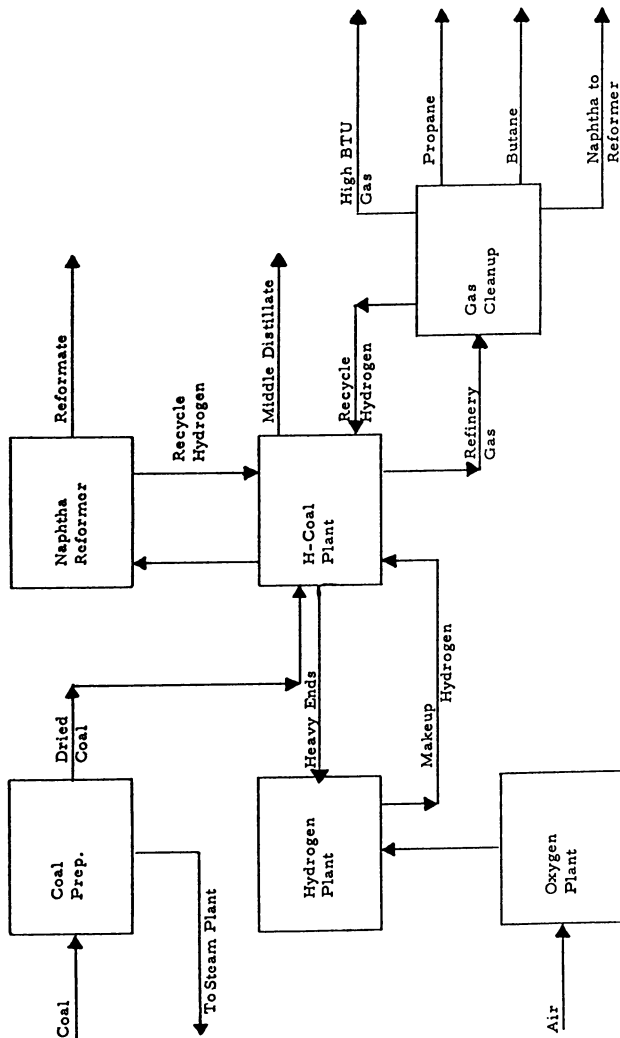 Coal
Coal
Prep.
To Steam Plant
Dried
Coal
Naphtha
Reformer
Reformate
Recycle
Hydrogen
Air
Oxygen
Plant
Hydrogen
Plant
Heavy Ends
Makeup
Hydrogen
H-Coal
Plant
Middle Distillate
Recycle
Hydrogen
Refinery
Gas
Gas
Cleanup
High BTU
Gas
Propane
Butane
Naphtha to
Reformer